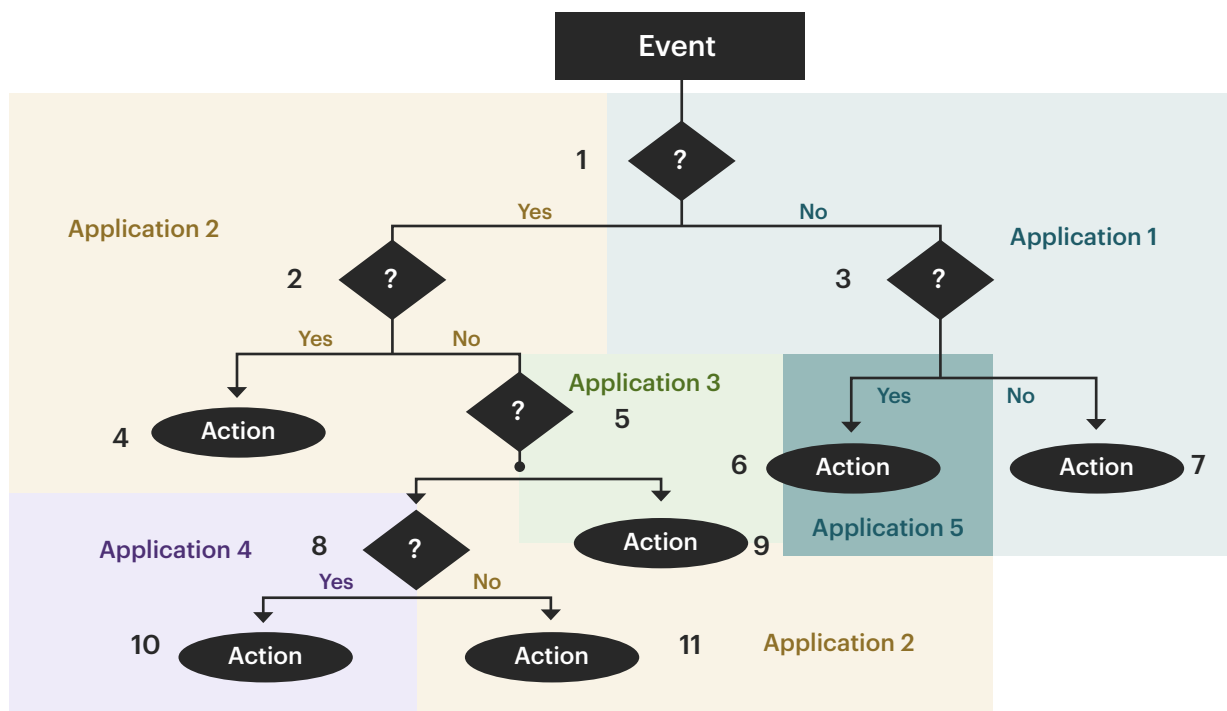 Event
1
?
Yes
No
Application 2
Application 1
2
?
3
?
Yes
No
Application 3
?
5
Yes
No
4
Action
6
Action
Action
7
Application 5
Application 4
8
?
Action
9
Yes
No
10
Action
Action
11
Application 2